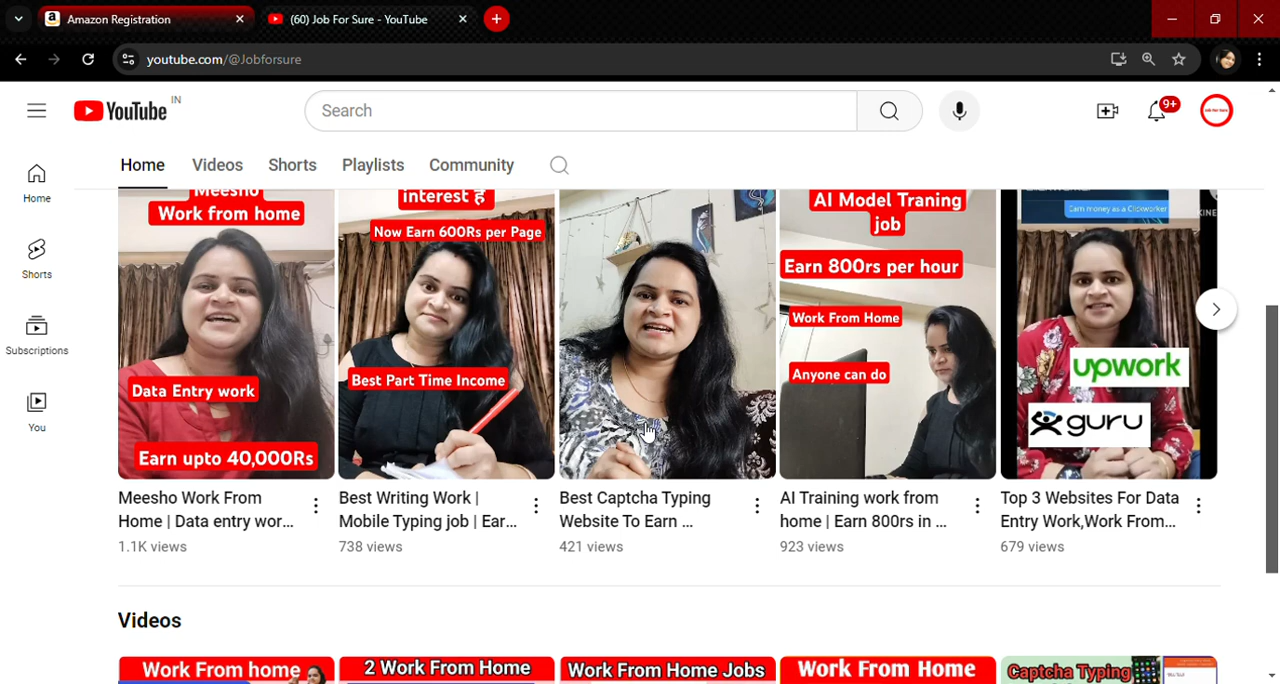 Amazon Registration
(60) Job For Sure - YouTube
youtube.com/@Jobforsure
YouTube IN
Search
9+
Home Videos Shorts Playlists Community
Home
Shorts
Subscriptions
You
Meesho
Work from home
Data Entry work
Earn upto 40,000Rs
interest है
Now Earn 600Rs per Page
Best Part Time Income
AI Model Traning
job
Earn 800rs per hour
Work From Home
Anyone can do
Earn money as a Clickworker
upwork
guru
Meesho Work From
Home | Data entry wor...
1.1K views
Best Writing Work |
Mobile Typing job | Ear...
738 views
Best Captcha Typing
Website To Earn ...
421 views
AI Training work from
home | Earn 800rs in ...
923 views
Top 3 Websites For Data
Entry Work,Work From...
679 views
Videos
Work From home
2 Work From Home
Work From Home Jobs
Work From Home
Captcha Typing